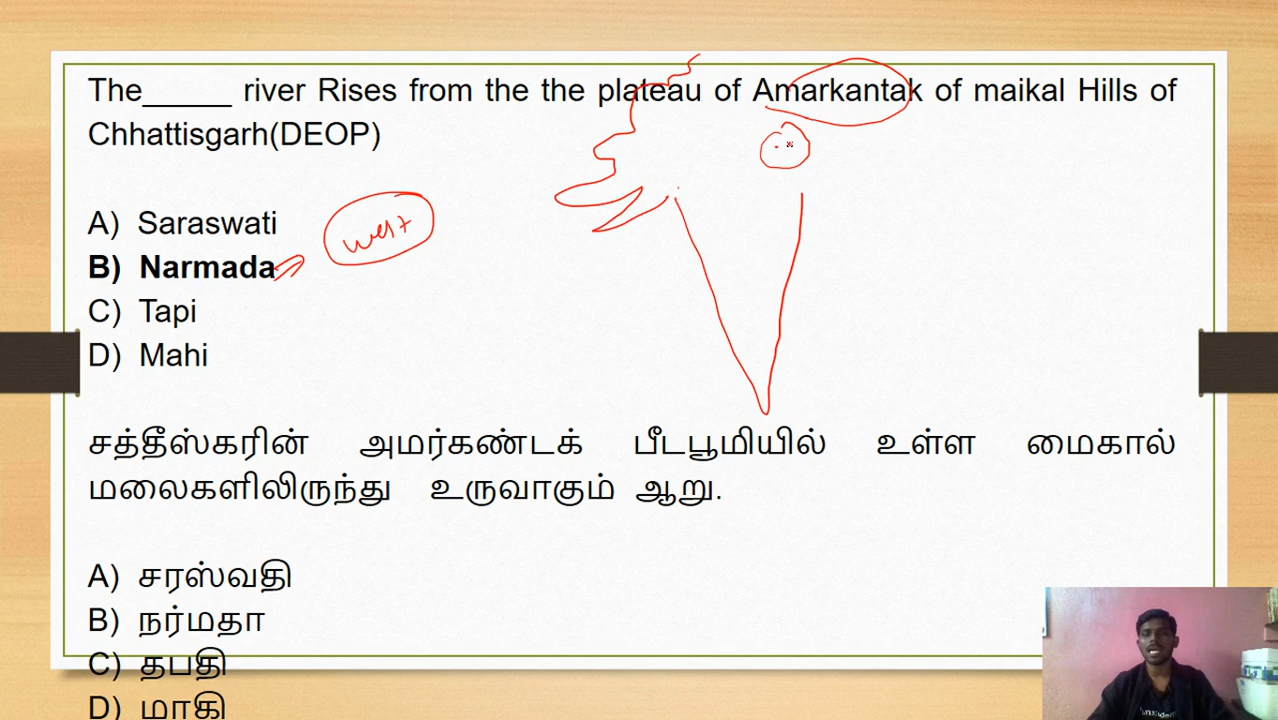 The_____ river Rises from the the plateau of Amarkantak of maikal Hills of
Chhattisgarh(DEOP)
A) Saraswati
west
B) Narmada
C) Tapi
D) Mahi
சத்தீஸ்கரின் அமர்கண்டக் பீடபூமியில் உள்ள மைகால்
மலைகளிலிருந்து உருவாகும் ஆறு.
A) சரஸ்வதி
B) நர்மதா
C) தபதி
D) மாகி